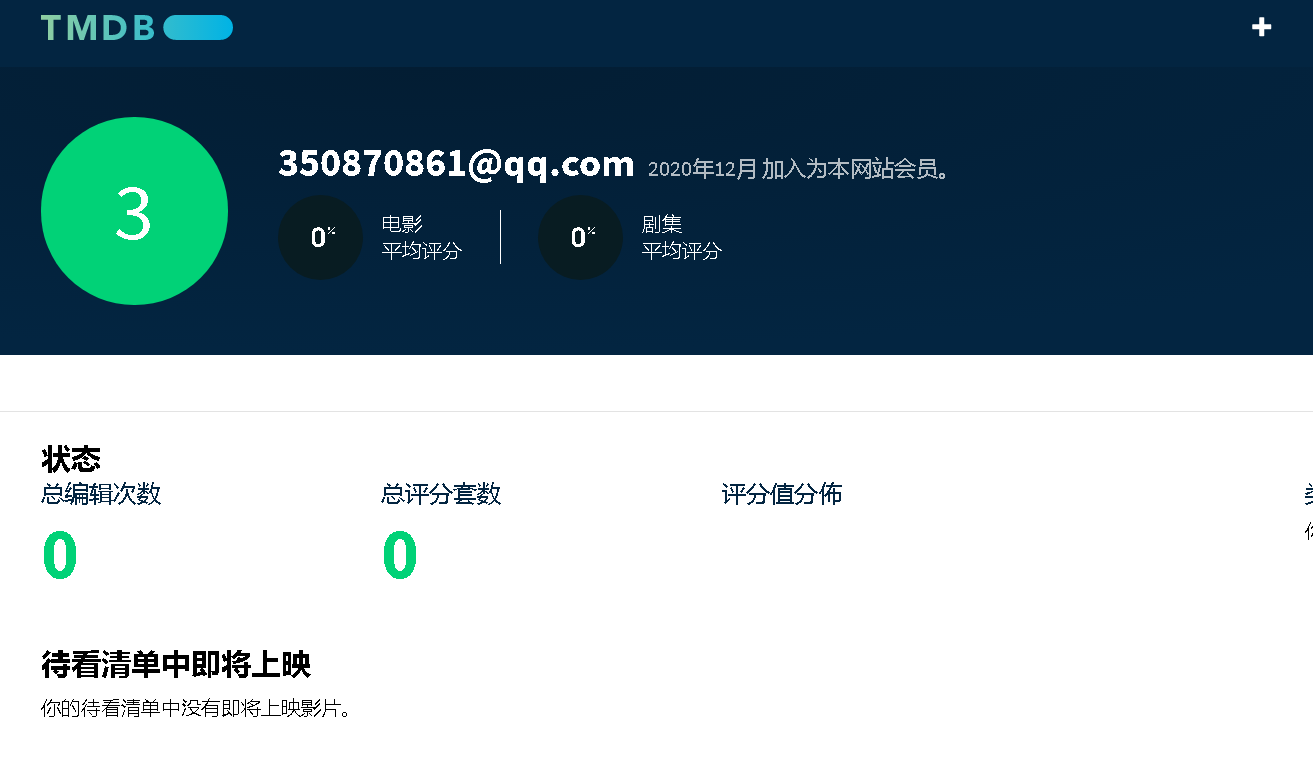 TMDB
3
350870861@qq.com 2020年12月 加入为本网站会员。
0% 电影 平均评分
0% 剧集 平均评分
状态
总编辑次数 总评分套数 评分值分佈
0 0 你
待看清单中即将上映
你的待看清单中没有即将上映影片。